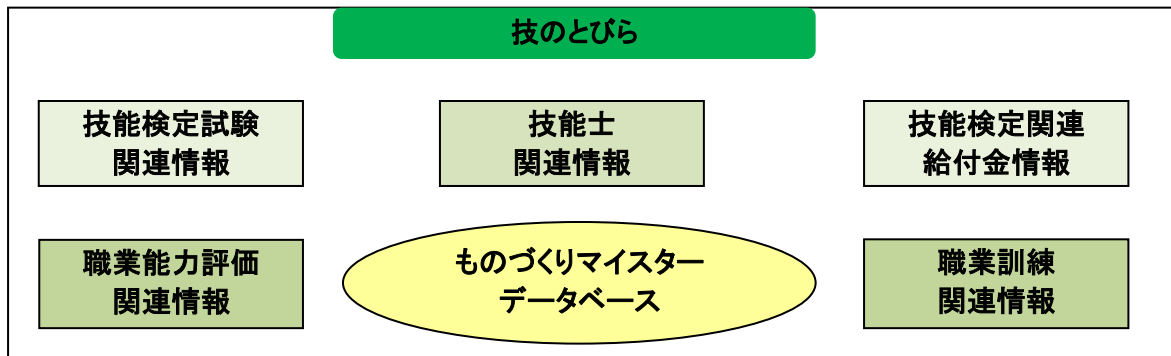 技のとびら
技能検定試験
関連情報
技能士
関連情報
技能検定関連
給付金情報
職業能力評価
関連情報
ものづくりマイスター
データベース
職業訓練
関連情報